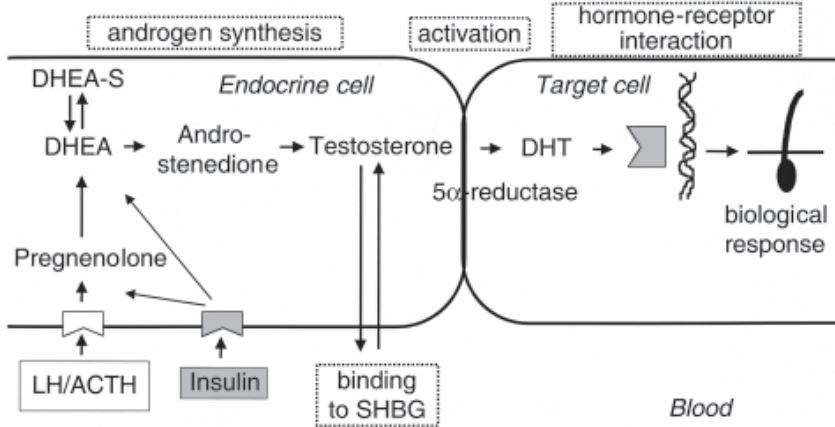 androgen synthesis
activation
hormone-receptor
interaction
DHEA-S
Endocrine cell
Target cell
DHEA
Andro-
stenedione
Testosterone
DHT
5α-reductase
biological
response
Pregnenolone
LH/ACTH
Insulin
binding
to SHBG
Blood